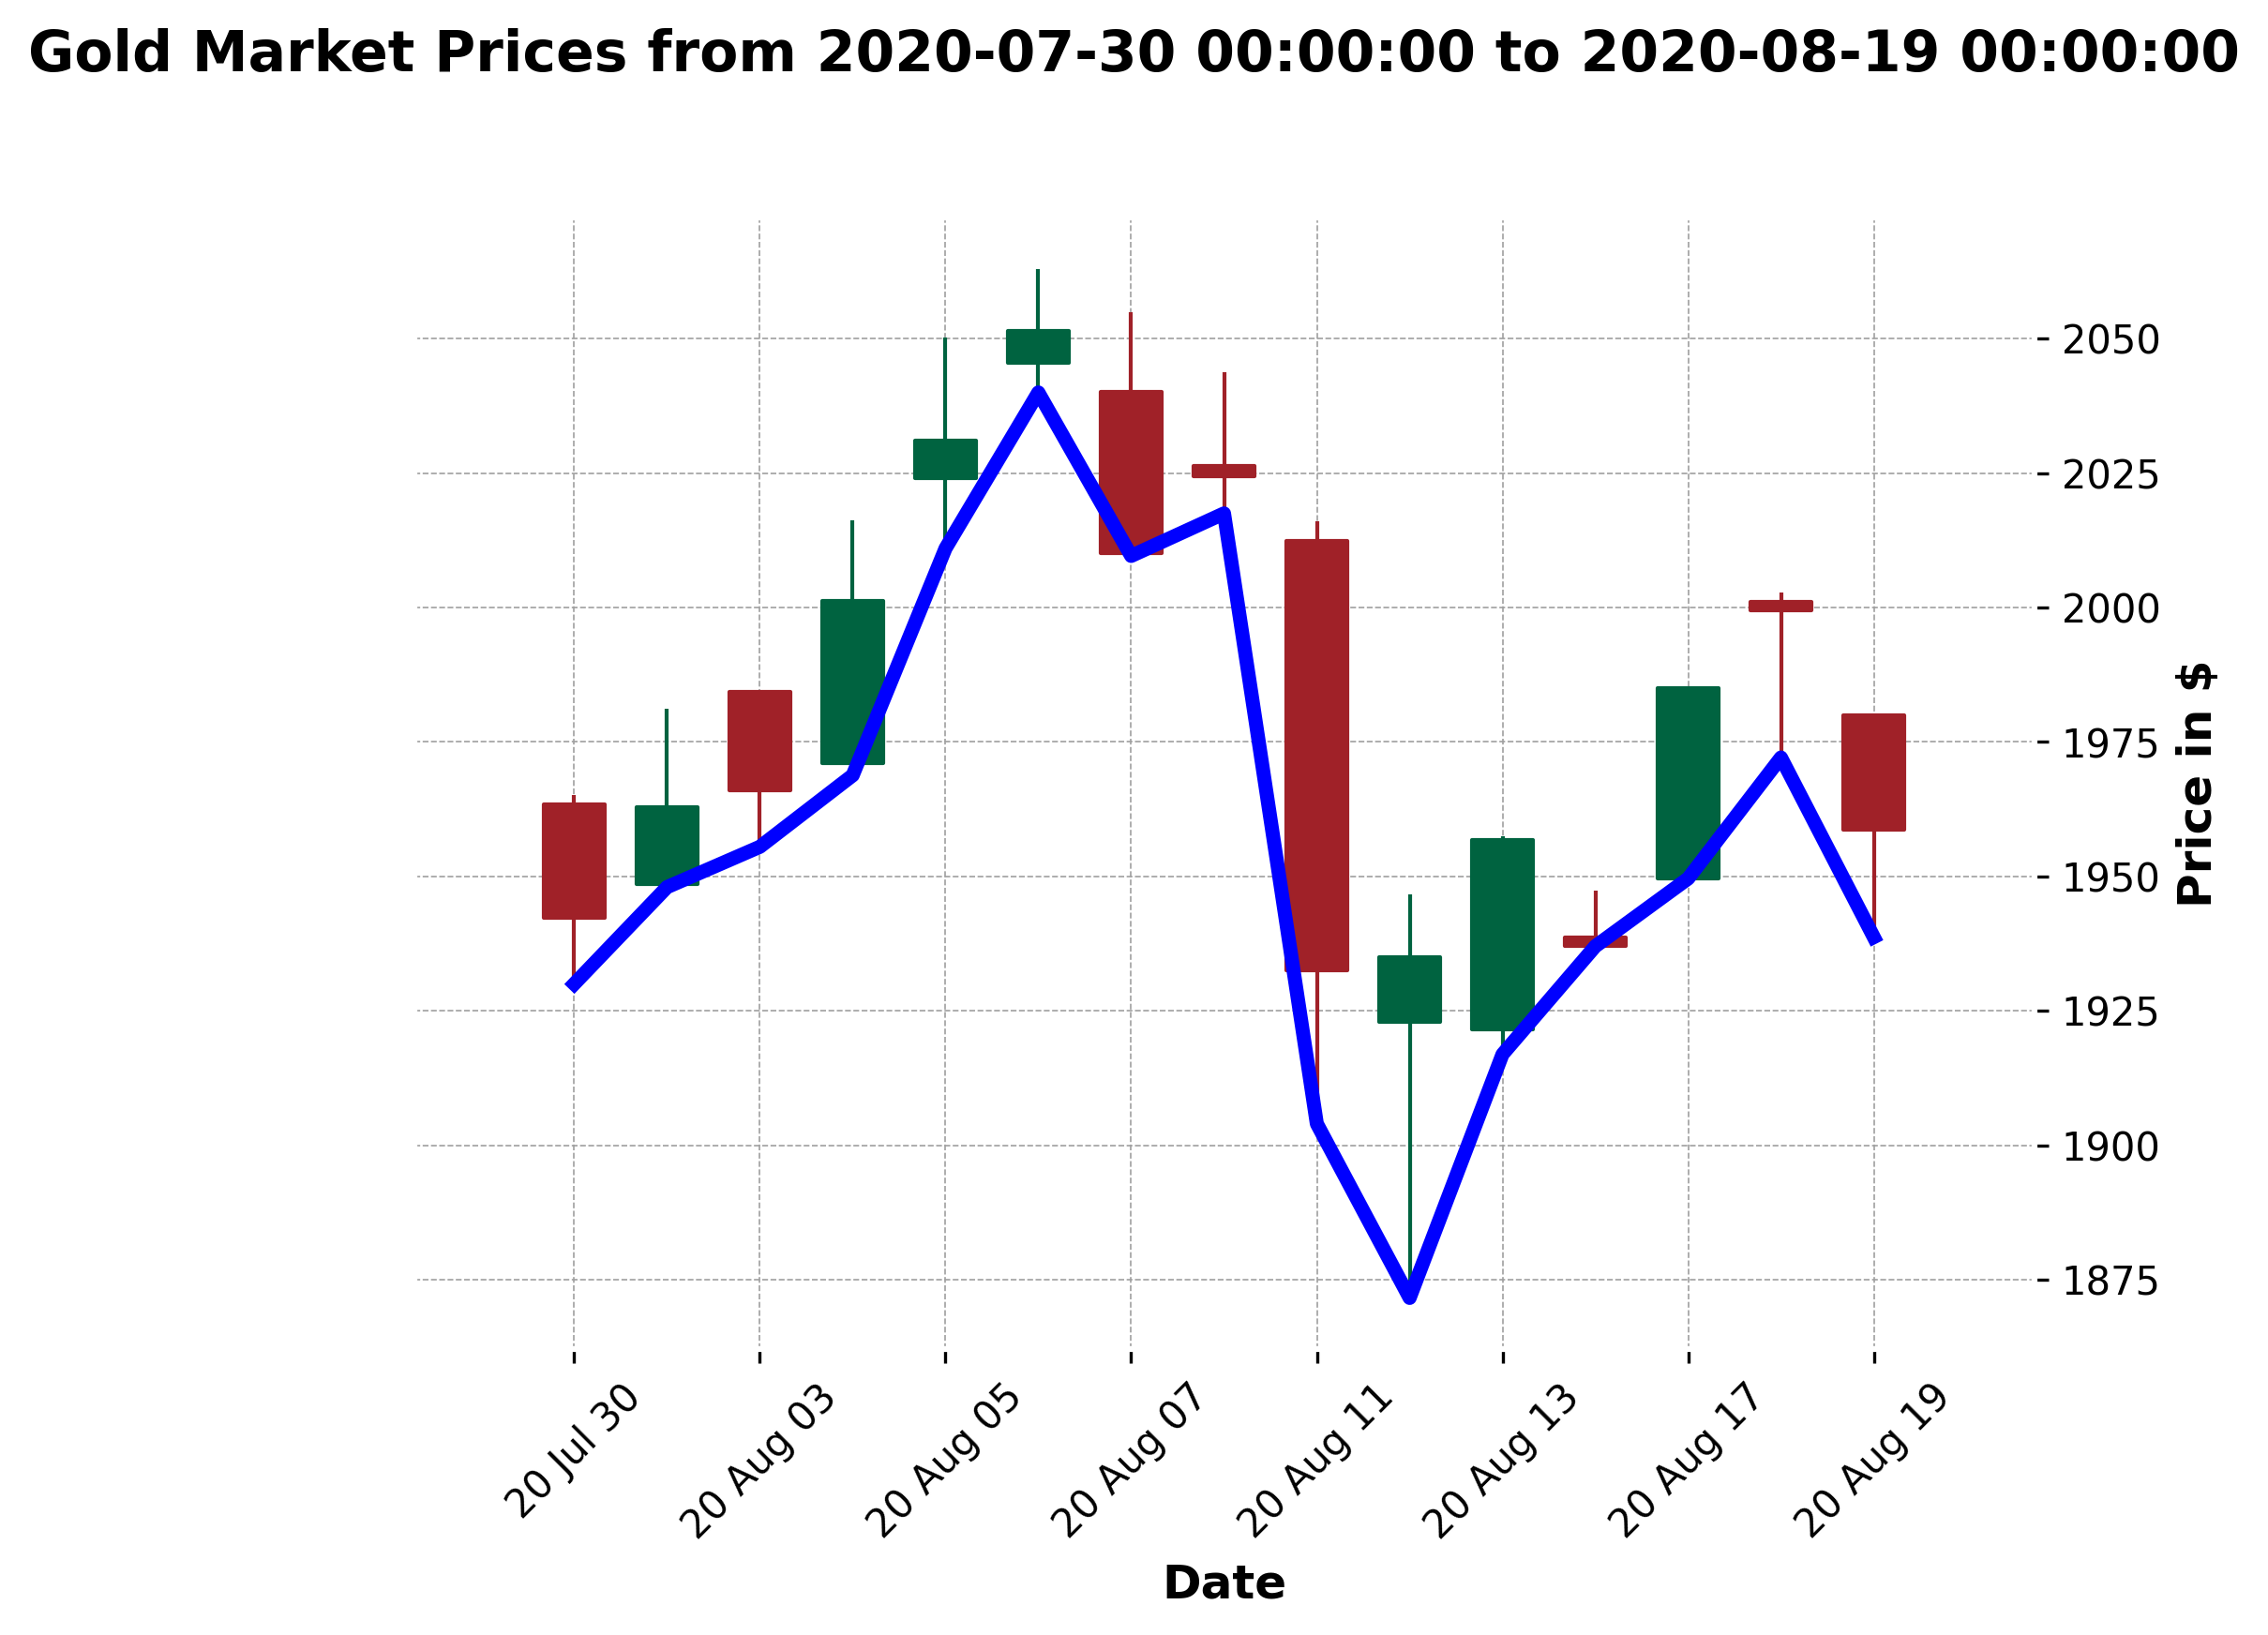 Gold Market Prices from 2020-07-30 00:00:00 to 2020-08-19 00:00:00
2050
2025
2000
1975
1950
1925
1900
1875
Price in $
20 Jul 30
20 Aug 03
20 Aug 05
20 Aug 07
20 Aug 11
20 Aug 13
20 Aug 17
20 Aug 19
Date